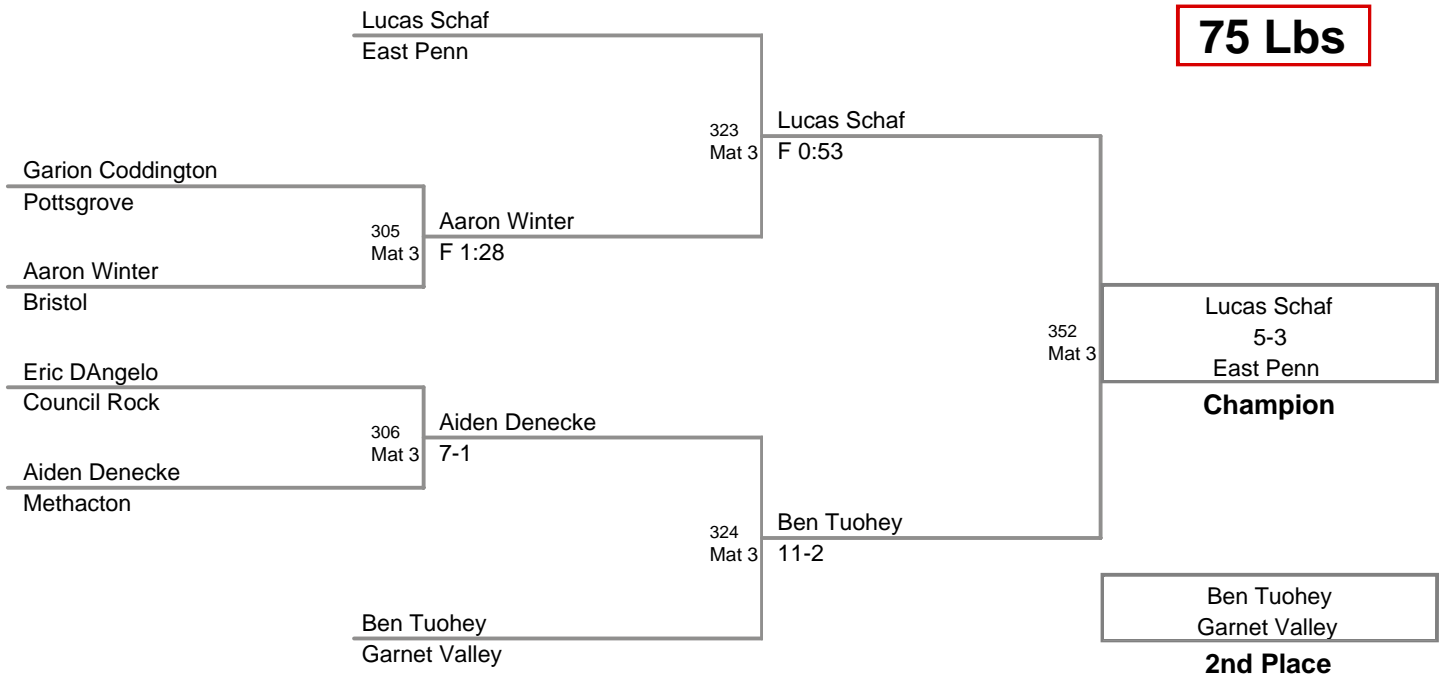 Lucas Schaf
East Penn
75 Lbs
323
Mat 3
Lucas Schaf
F 0:53
Garion Coddington
Pottsgrove
305
Mat 3
Aaron Winter
F 1:28
Aaron Winter
Bristol
352
Mat 3
Lucas Schaf
5-3
East Penn
Champion
Eric DAngelo
Council Rock
306
Mat 3
Aiden Denecke
7-1
Aiden Denecke
Methacton
324
Mat 3
Ben Tuohey
11-2
Ben Tuohey
Garnet Valley
Ben Tuohey
Garnet Valley
2nd Place